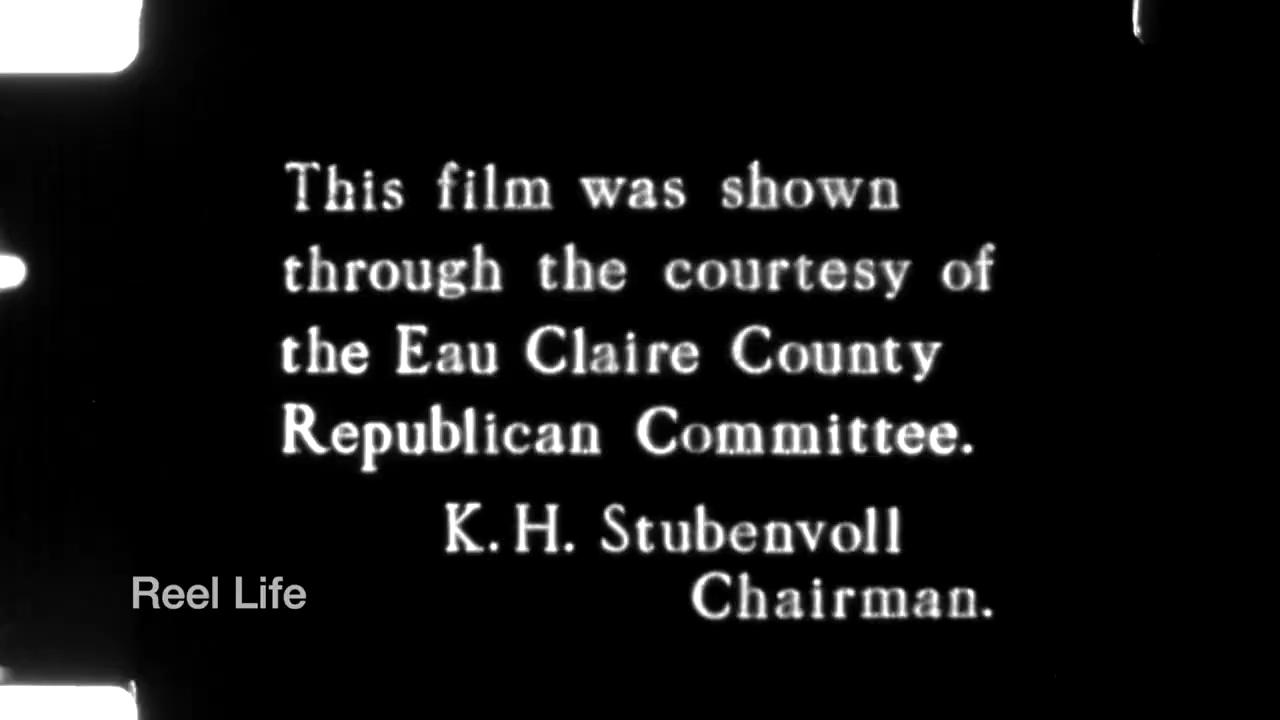 This film was shown
through the courtesy of
the Eau Claire County
Republican Committee.
K. H. Stubenvoll
Chairman.
Reel Life